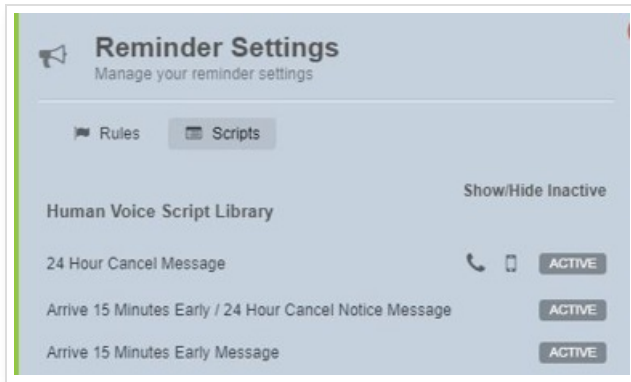 Reminder Settings
Manage your reminder settings
Rules Scripts
Show/Hide Inactive
Human Voice Script Library
24 Hour Cancel Message ACTIVE
Arrive 15 Minutes Early / 24 Hour Cancel Notice Message ACTIVE
Arrive 15 Minutes Early Message ACTIVE